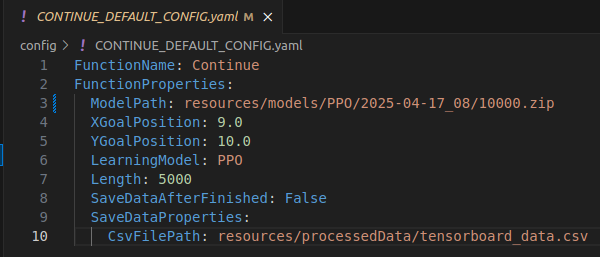 ! CONTINUE_DEFAULT_CONFIG.yaml M ×
config > ! CONTINUE_DEFAULT_CONFIG.yaml
1 FunctionName: Continue
2 FunctionProperties:
3 ModelPath: resources/models/PPO/2025-04-17_08/10000.zip
4 XGoalPosition: 9.0
5 YGoalPosition: 10.0
6 LearningModel: PPO
7 Length: 5000
8 SaveDataAfterFinished: False
9 SaveDataProperties:
10 CsvFilePath: resources/processedData/tensorboard_data.csv